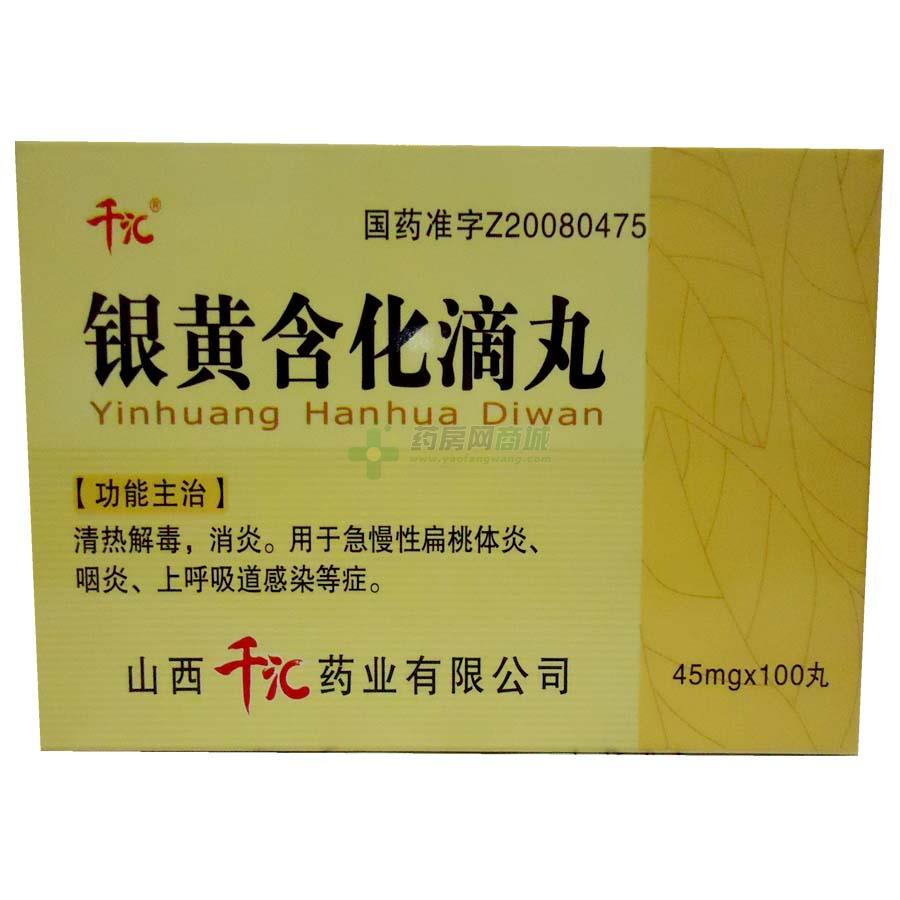 千汇®
国药准字Z20080475
银黄含化滴丸
Yinhuang Hanhua Diwan
药房网商城
www.yaofangwang.com
【功能主治】
清热解毒，消炎。用于急慢性扁桃体炎、
咽炎、上呼吸道感染等症。
山西千汇药业有限公司
45mgx100丸